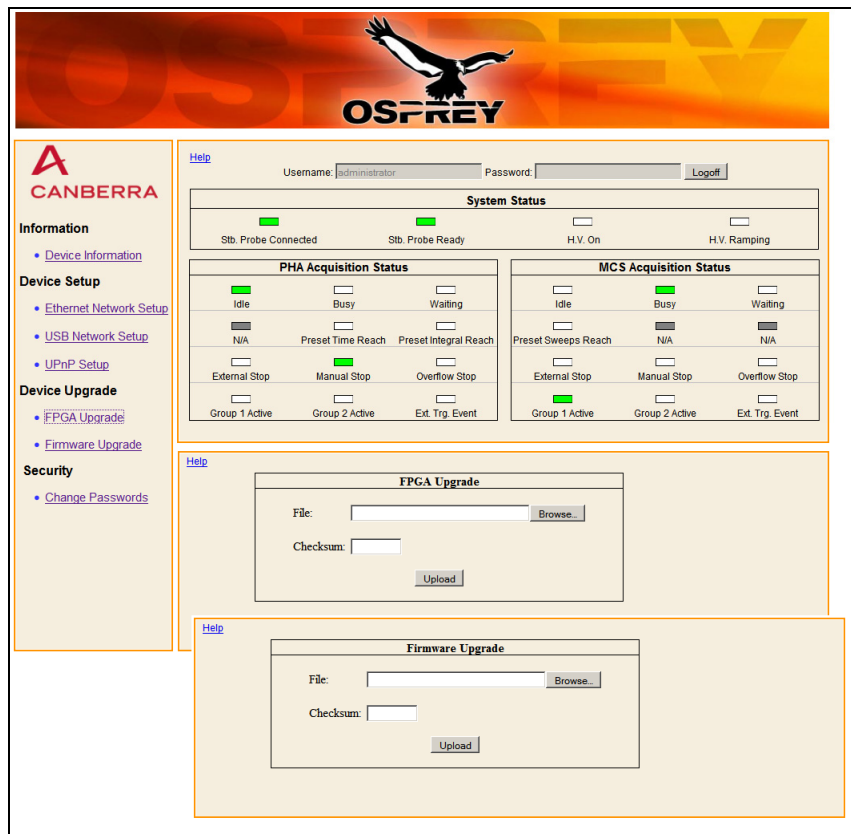 OSPREY
OSPREY
CANBERRA
Information
Device Information
Device Setup
Ethernet Network Setup
USB Network Setup
UPnP Setup
Device Upgrade
FPGA Upgrade
Firmware Upgrade
Security
Change Passwords
Help
Username: administrator Password: Logoff
System Status
Stb. Probe Connected Stb. Probe Ready H.V. On H.V. Ramping
PHA Acquisition Status
Idle Busy Waiting
N/A Preset Time Reach Preset Integral Reach
External Stop Manual Stop Overflow Stop
Group 1 Active Group 2 Active Ext. Trg. Event
MCS Acquisition Status
Idle Busy Waiting
Preset Sweeps Reach N/A N/A
External Stop Manual Stop Overflow Stop
Group 1 Active Group 2 Active Ext. Trg. Event
Help
FPGA Upgrade
File: Browse...
Checksum:
Upload
Help
Firmware Upgrade
File: Browse...
Checksum:
Upload